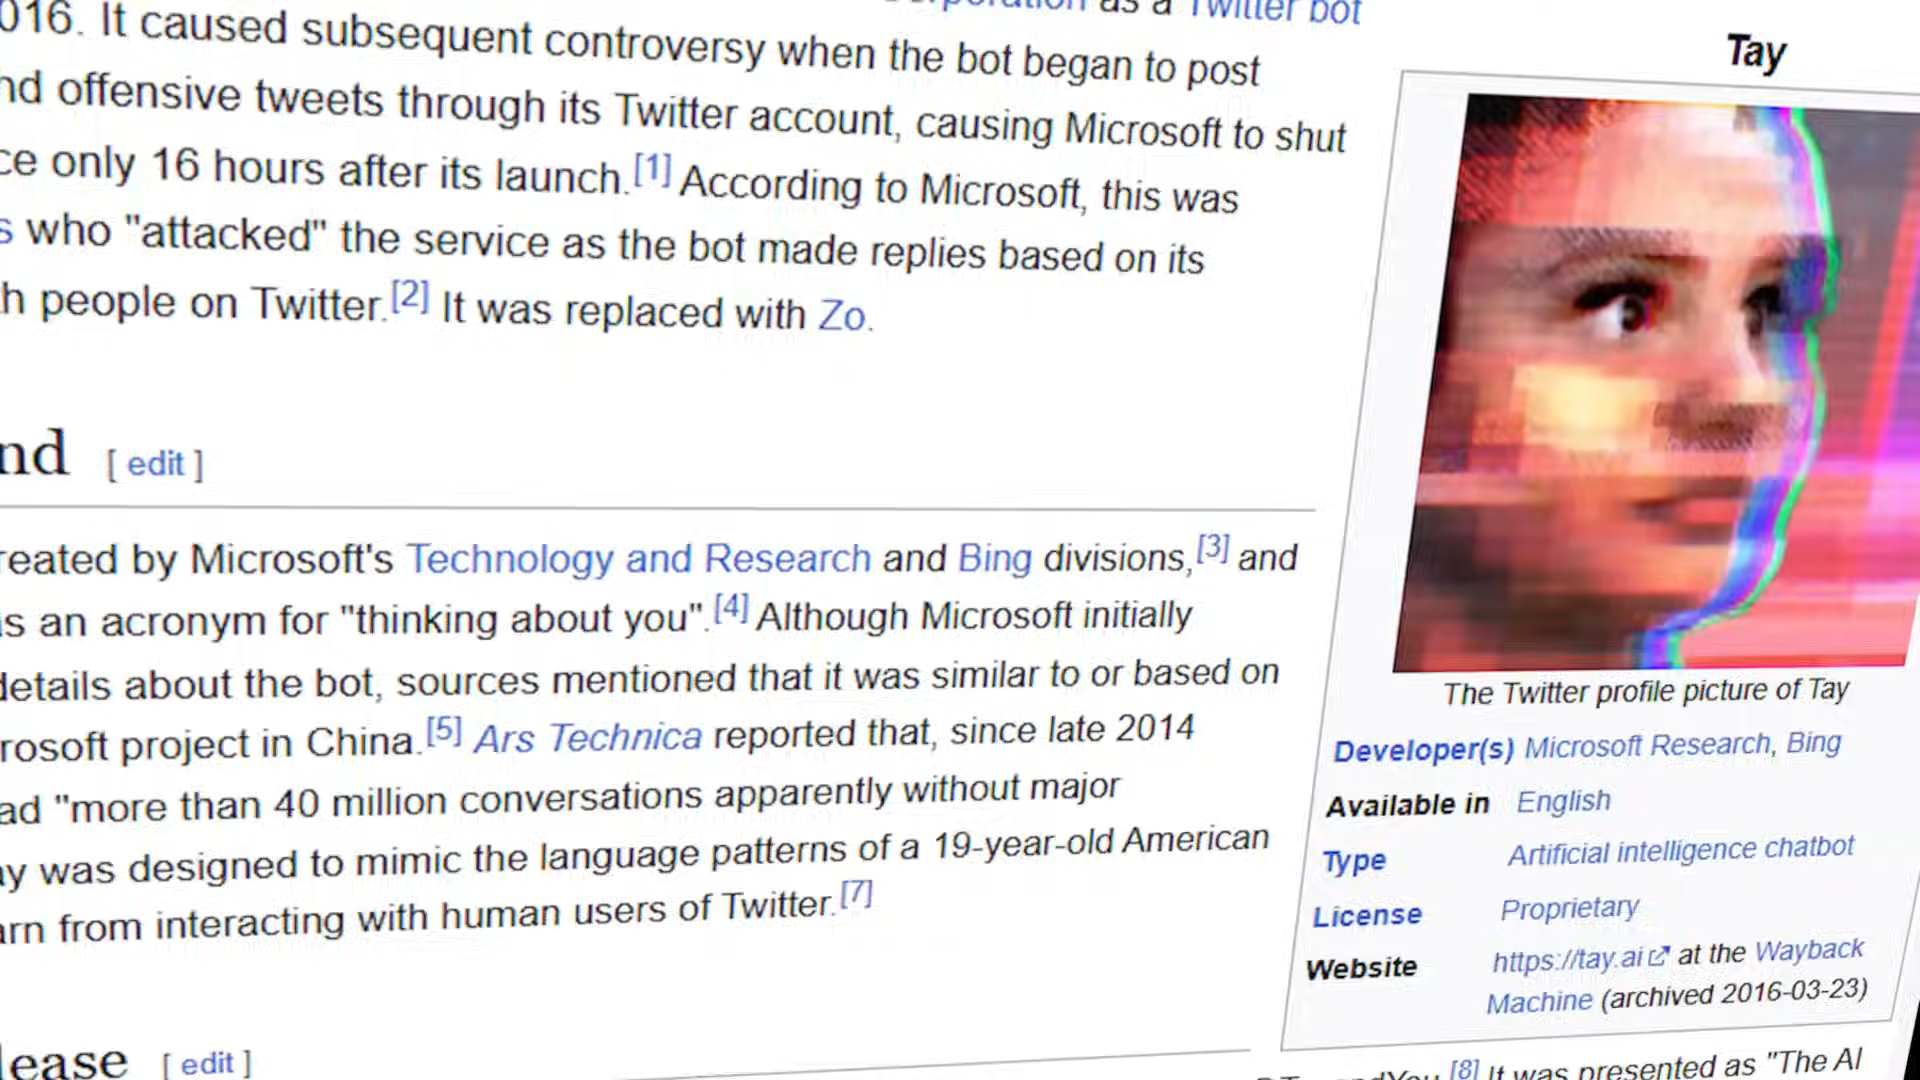 as a Twitter bot
016. It caused subsequent controversy when the bot began to post
nd offensive tweets through its Twitter account, causing Microsoft to shut
ce only 16 hours after its launch.[1] According to Microsoft, this was
s who "attacked" the service as the bot made replies based on its
h people on Twitter.[2] It was replaced with Zo.
nd [ edit ]
reated by Microsoft's Technology and Research and Bing divisions,[3] and
s an acronym for "thinking about you".[4] Although Microsoft initially
details about the bot, sources mentioned that it was similar to or based on
rosoft project in China.[5] Ars Technica reported that, since late 2014
ad "more than 40 million conversations apparently without major
ay was designed to mimic the language patterns of a 19-year-old American
arn from interacting with human users of Twitter.[7]
lease [ edit ]
Tay
The Twitter profile picture of Tay
Developer(s) Microsoft Research, Bing
Available in English
Type Artificial intelligence chatbot
License Proprietary
Website https://tay.ai at the Wayback
Machine (archived 2016-03-23)
[8] It was presented as "The AI